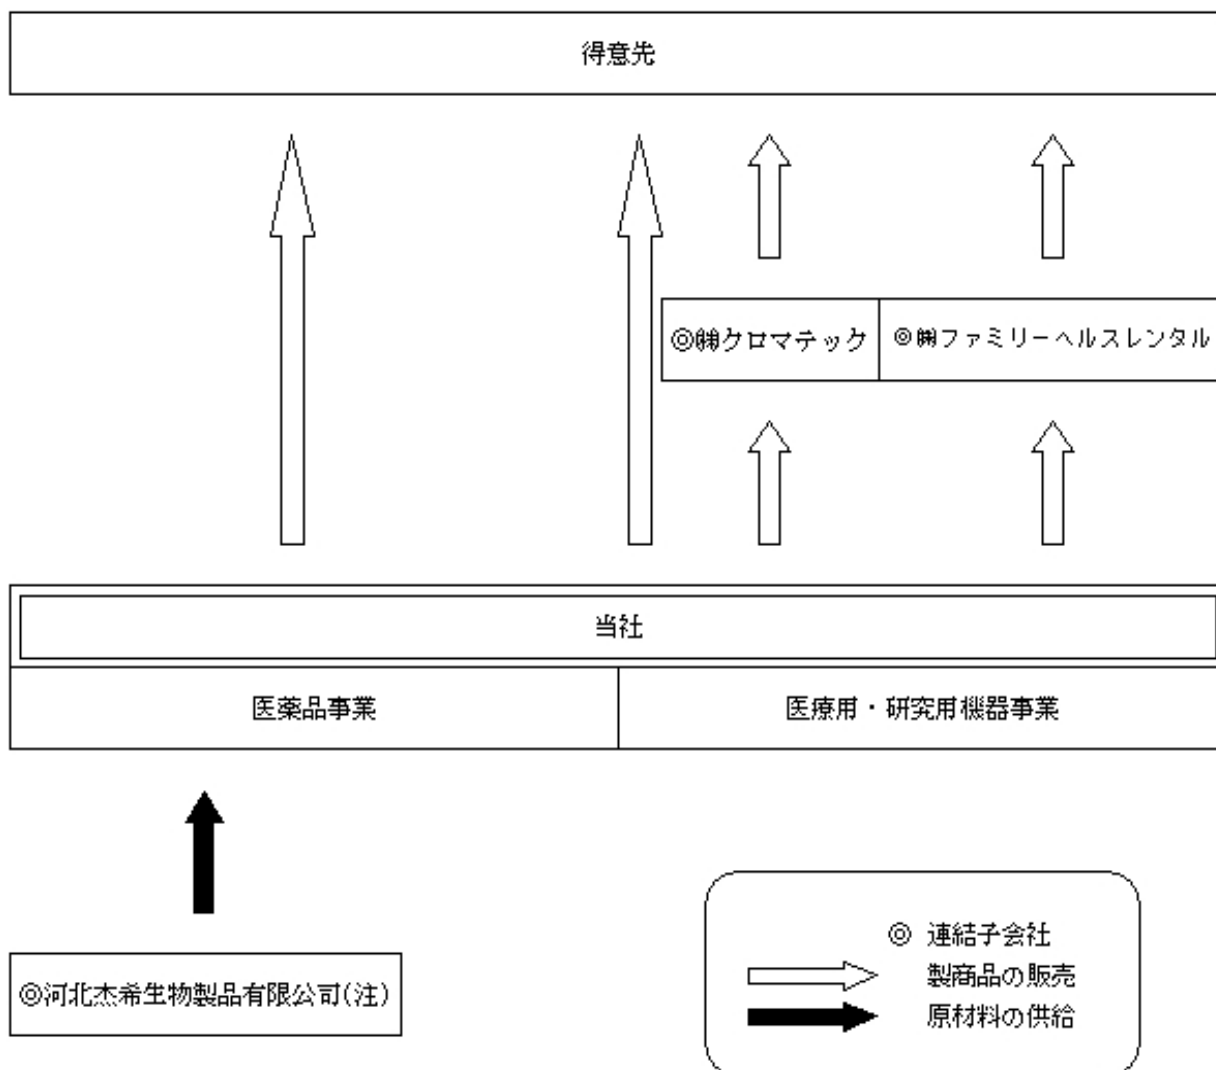 得意先
◎㈱クロマテック
◎㈱ファミリーヘルスレンタル
当社
医薬品事業
医療用・研究用機器事業
◎河北杰希生物製品有限公司(注)
◎ 連結子会社
製商品の販売
原材料の供給